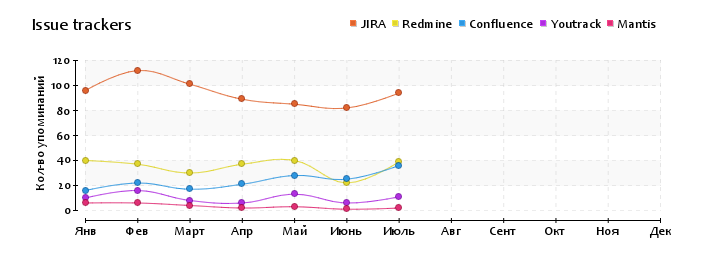 Issue trackers
JIRA Redmine Confluence Youtrack Mantis
Кол-во упоминаний
120
100
80
60
40
20
0
Янв Фев Март Апр Май Июнь Июль Авг Сент Окт Ноя Дек